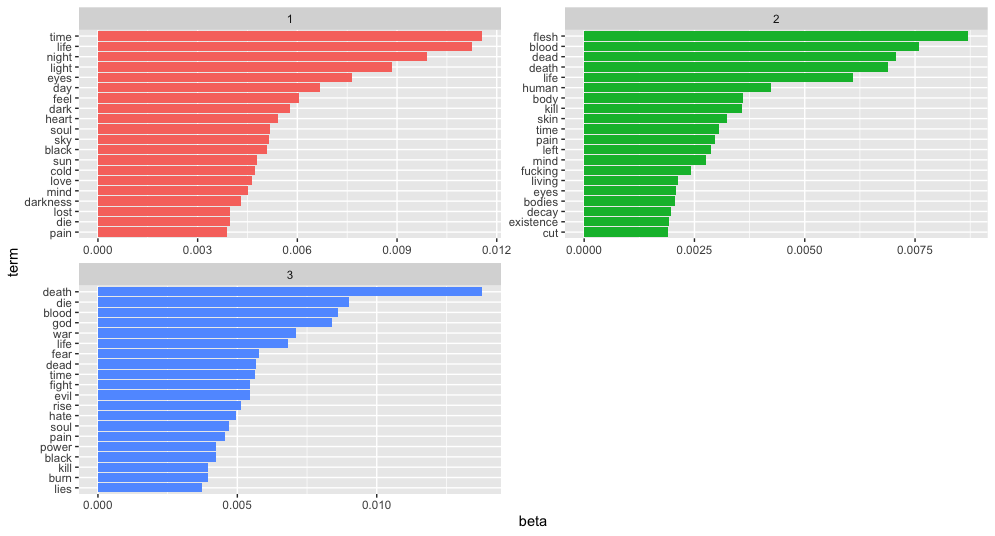 1
time
life
night
light
eyes
day
feel
dark
heart
soul
sky
black
sun
cold
love
mind
darkness
lost
die
pain
0.000 0.003 0.006 0.009 0.012
2
flesh
blood
dead
death
life
human
body
kill
skin
time
pain
left
mind
fucking
living
eyes
bodies
decay
existence
cut
0.0000 0.0025 0.0050 0.0075
3
death
die
blood
god
war
life
fear
dead
time
fight
evil
rise
hate
soul
pain
power
black
kill
burn
lies
0.000 0.005 0.010
term
beta